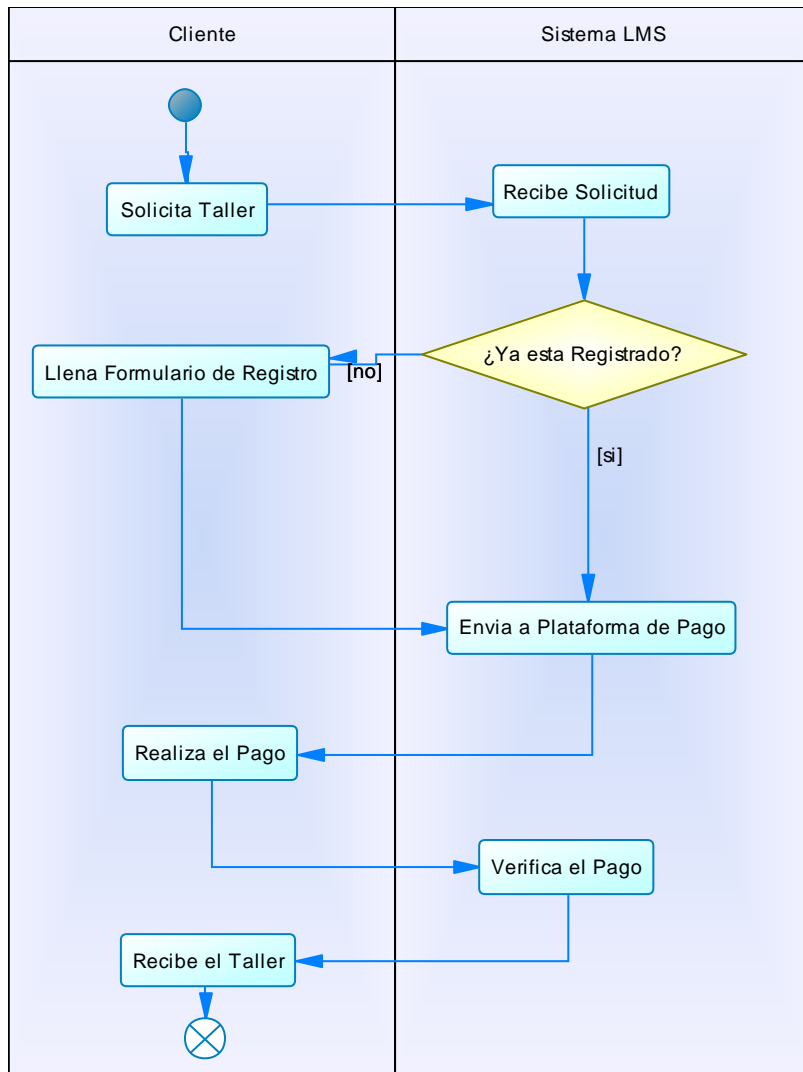 Cliente
Sistema LMS
Solicita Taller
Recibe Solicitud
¿Ya esta Registrado?
[no]
Llena Formulario de Registro
[si]
Envia a Plataforma de Pago
Realiza el Pago
Verifica el Pago
Recibe el Taller